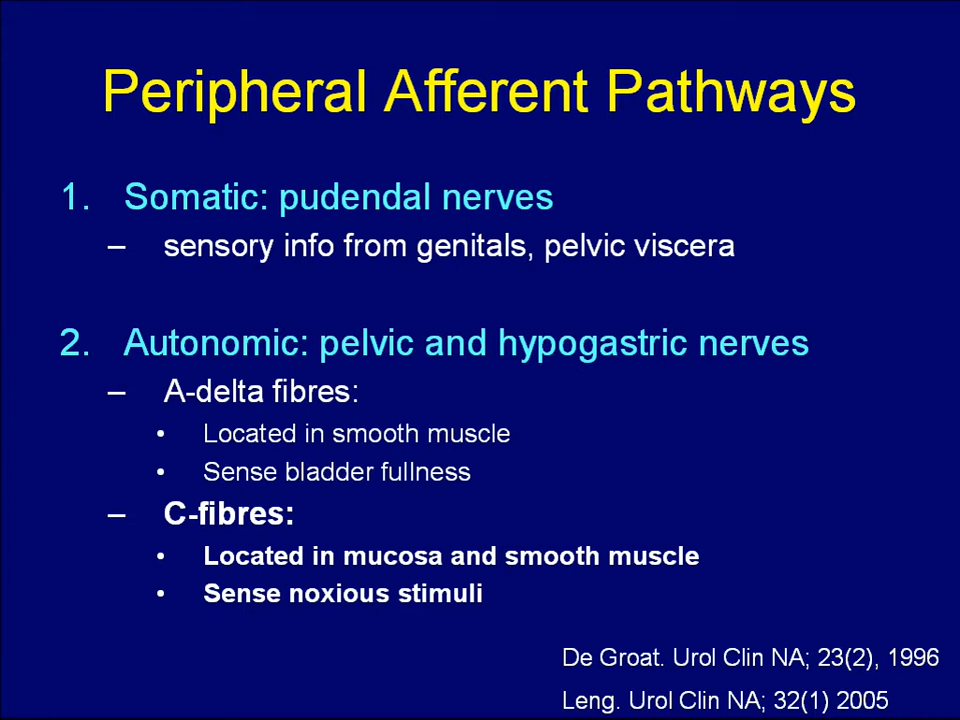 Peripheral Afferent Pathways
1. Somatic: pudendal nerves
– sensory info from genitals, pelvic viscera
2. Autonomic: pelvic and hypogastric nerves
– A-delta fibres:
• Located in smooth muscle
• Sense bladder fullness
– C-fibres:
• Located in mucosa and smooth muscle
• Sense noxious stimuli
De Groat. Urol Clin NA; 23(2), 1996
Leng. Urol Clin NA; 32(1) 2005